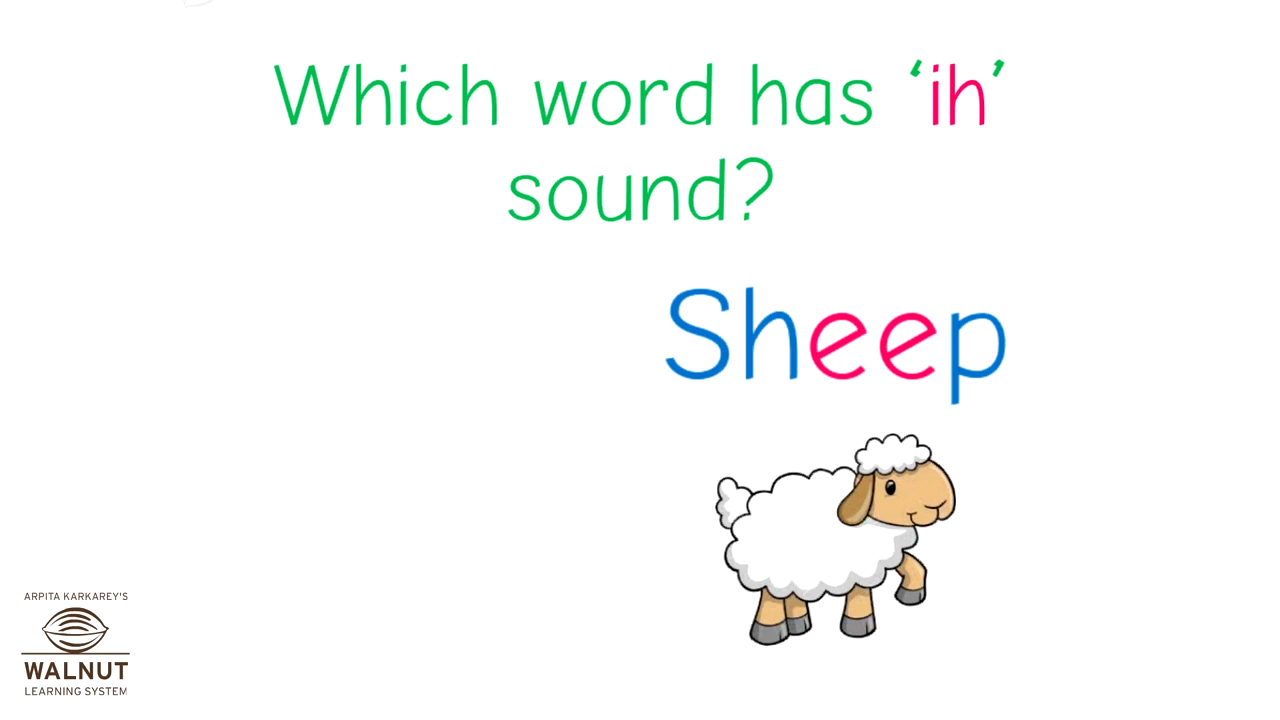 Which word has ‘ih’
sound?
Sheep
ARPITA KARKAREY'S
WALNUT
LEARNING SYSTEM